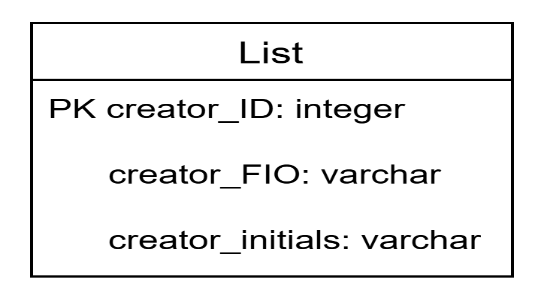 List
PK creator_ID: integer
creator_FIO: varchar
creator_initials: varchar